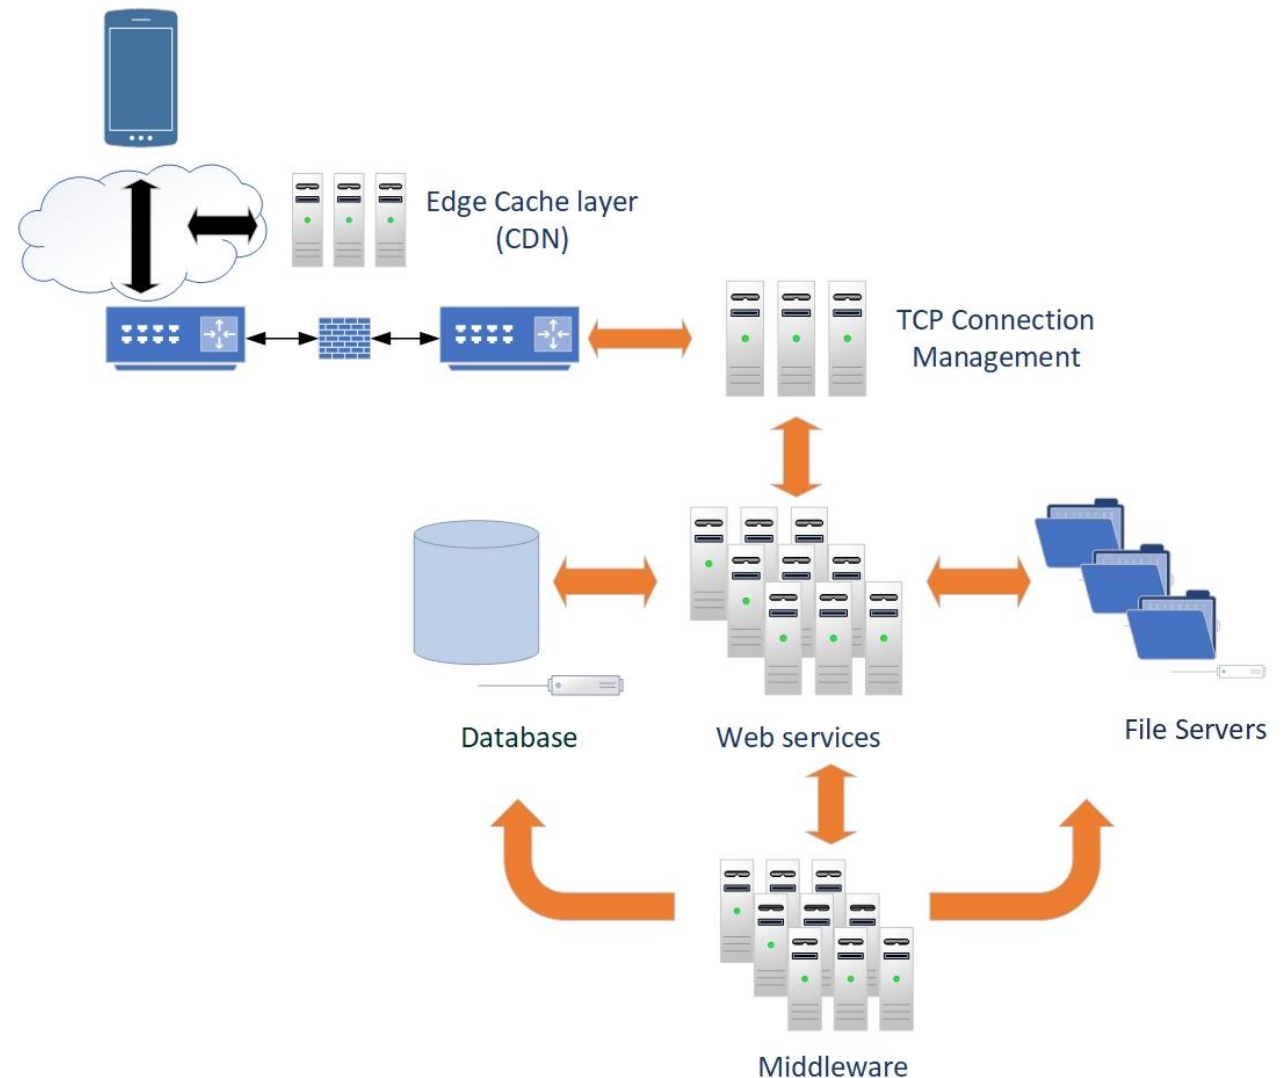 Edge Cache layer
(CDN)
TCP Connection
Management
Database
Web services
File Servers
Middleware